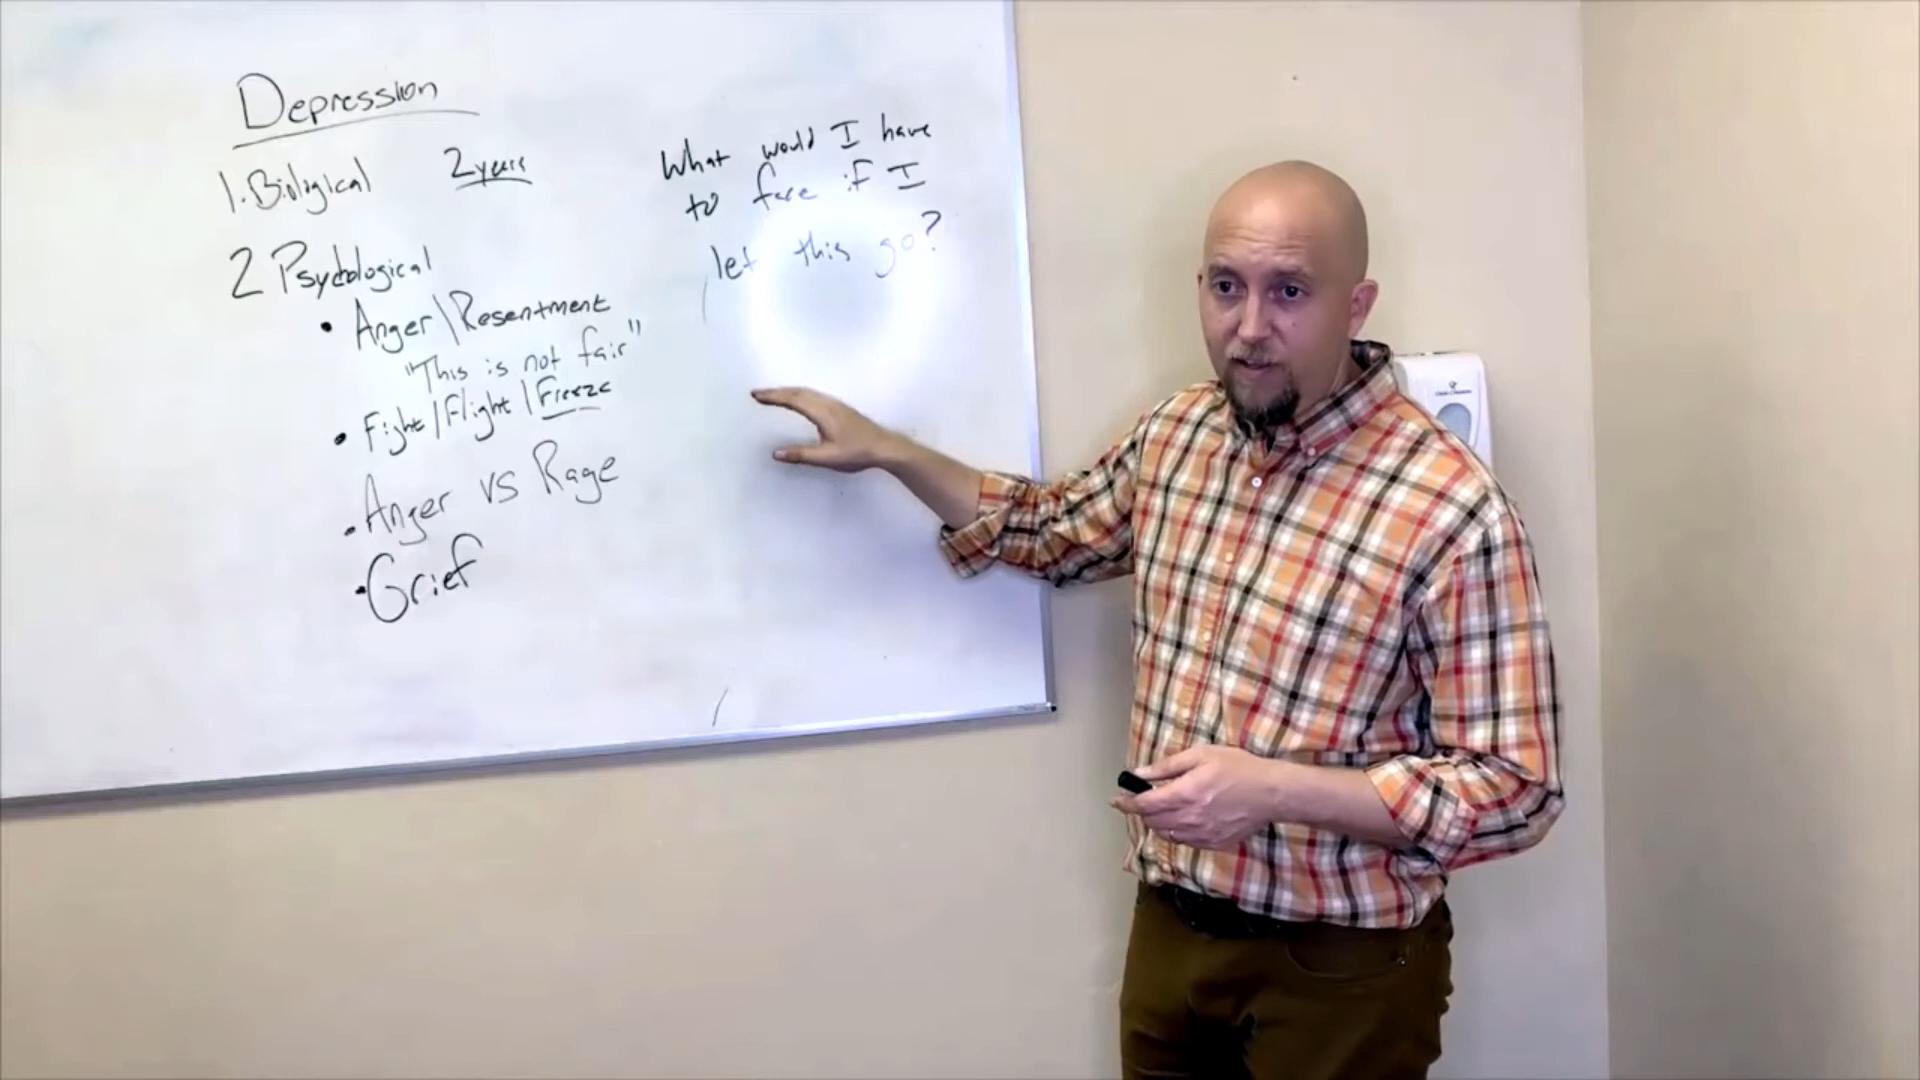 Depression
1. Biological 2 years
2 Psychological
• Anger\Resentment
"This is not fair"
• Fight/Flight/Freeze
• Anger vs Rage
• Grief
What would I have
to face if I
let this go?